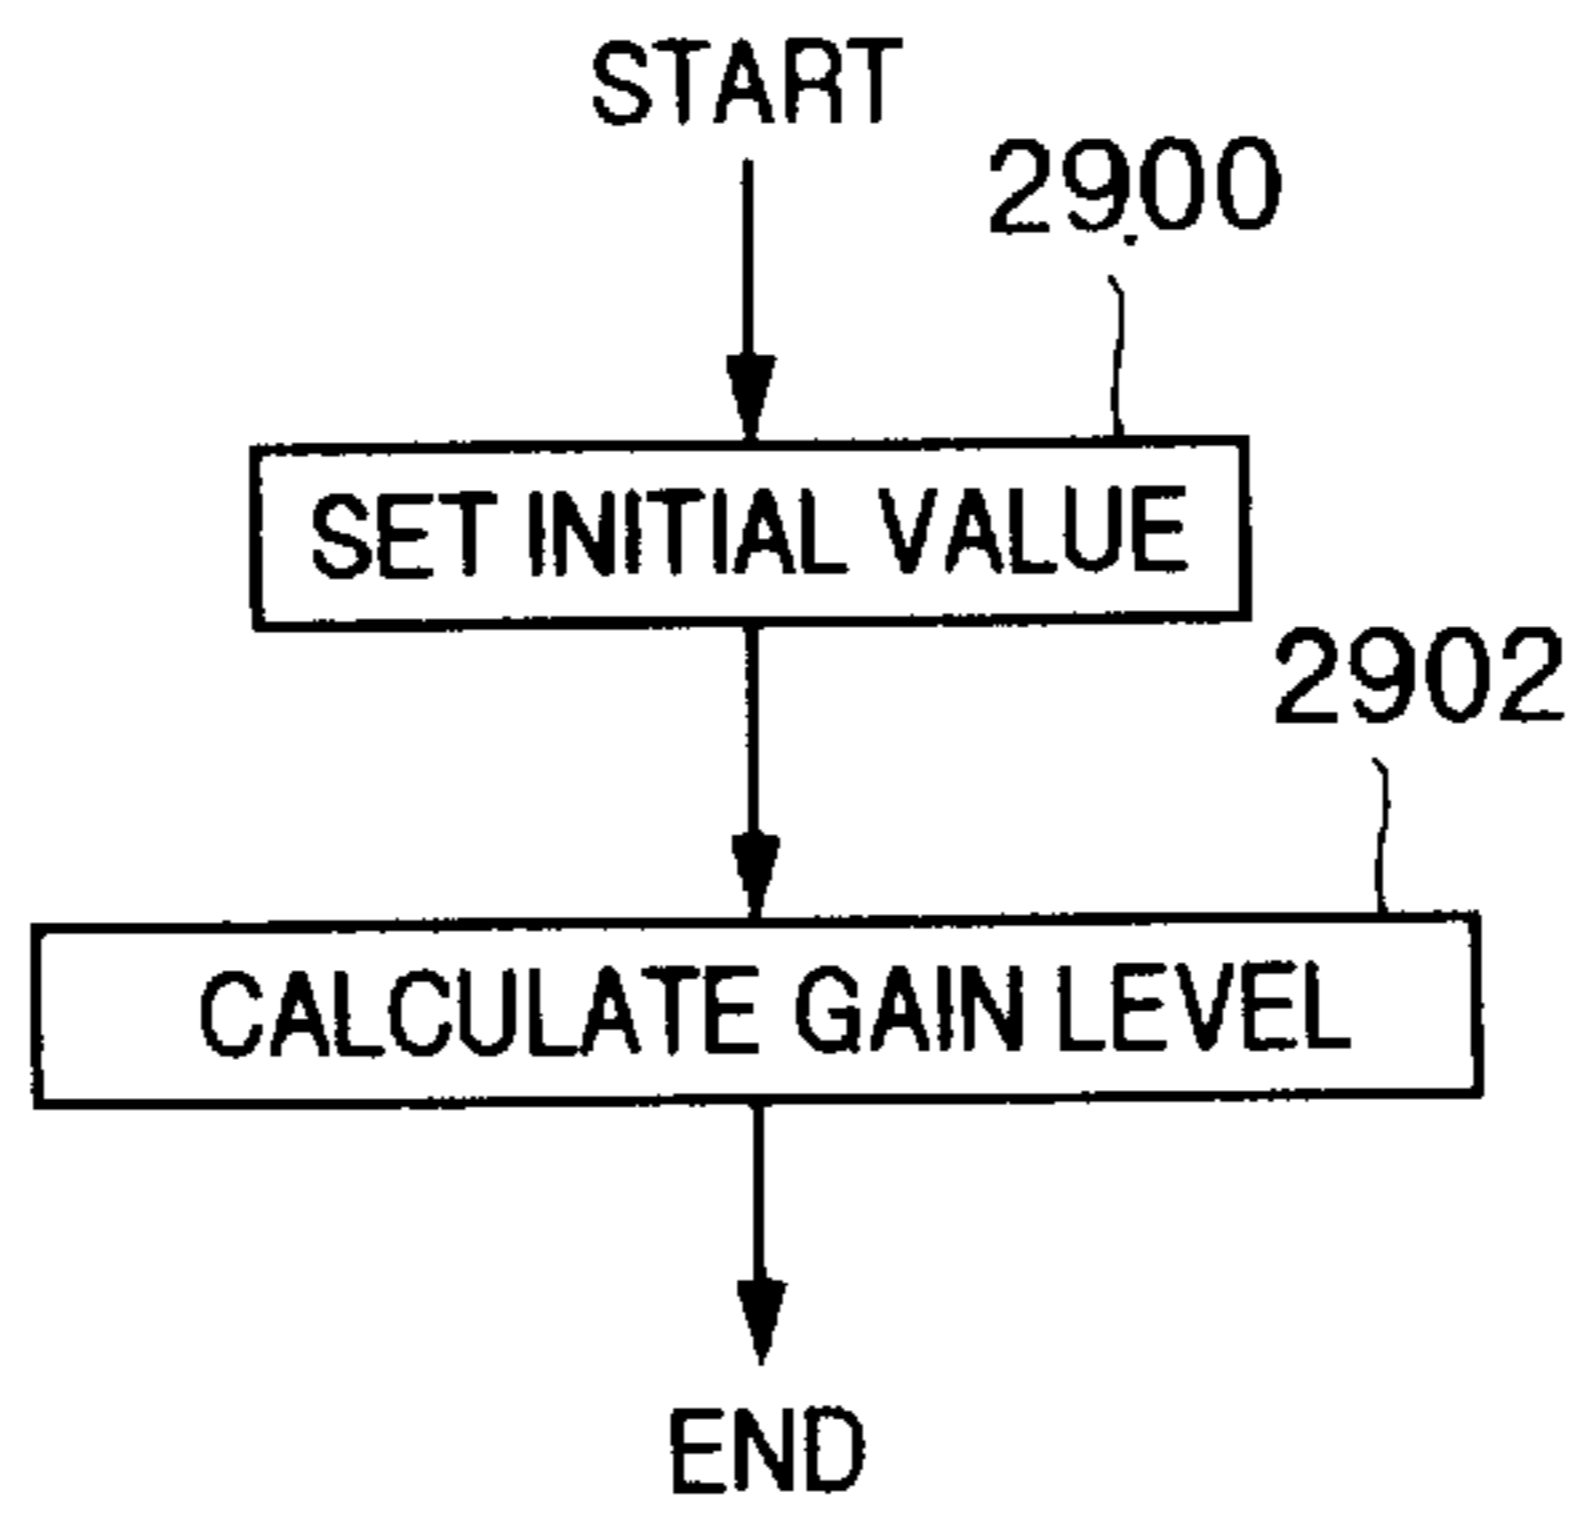 START
2900
SET INITIAL VALUE
2902
CALCULATE GAIN LEVEL
END